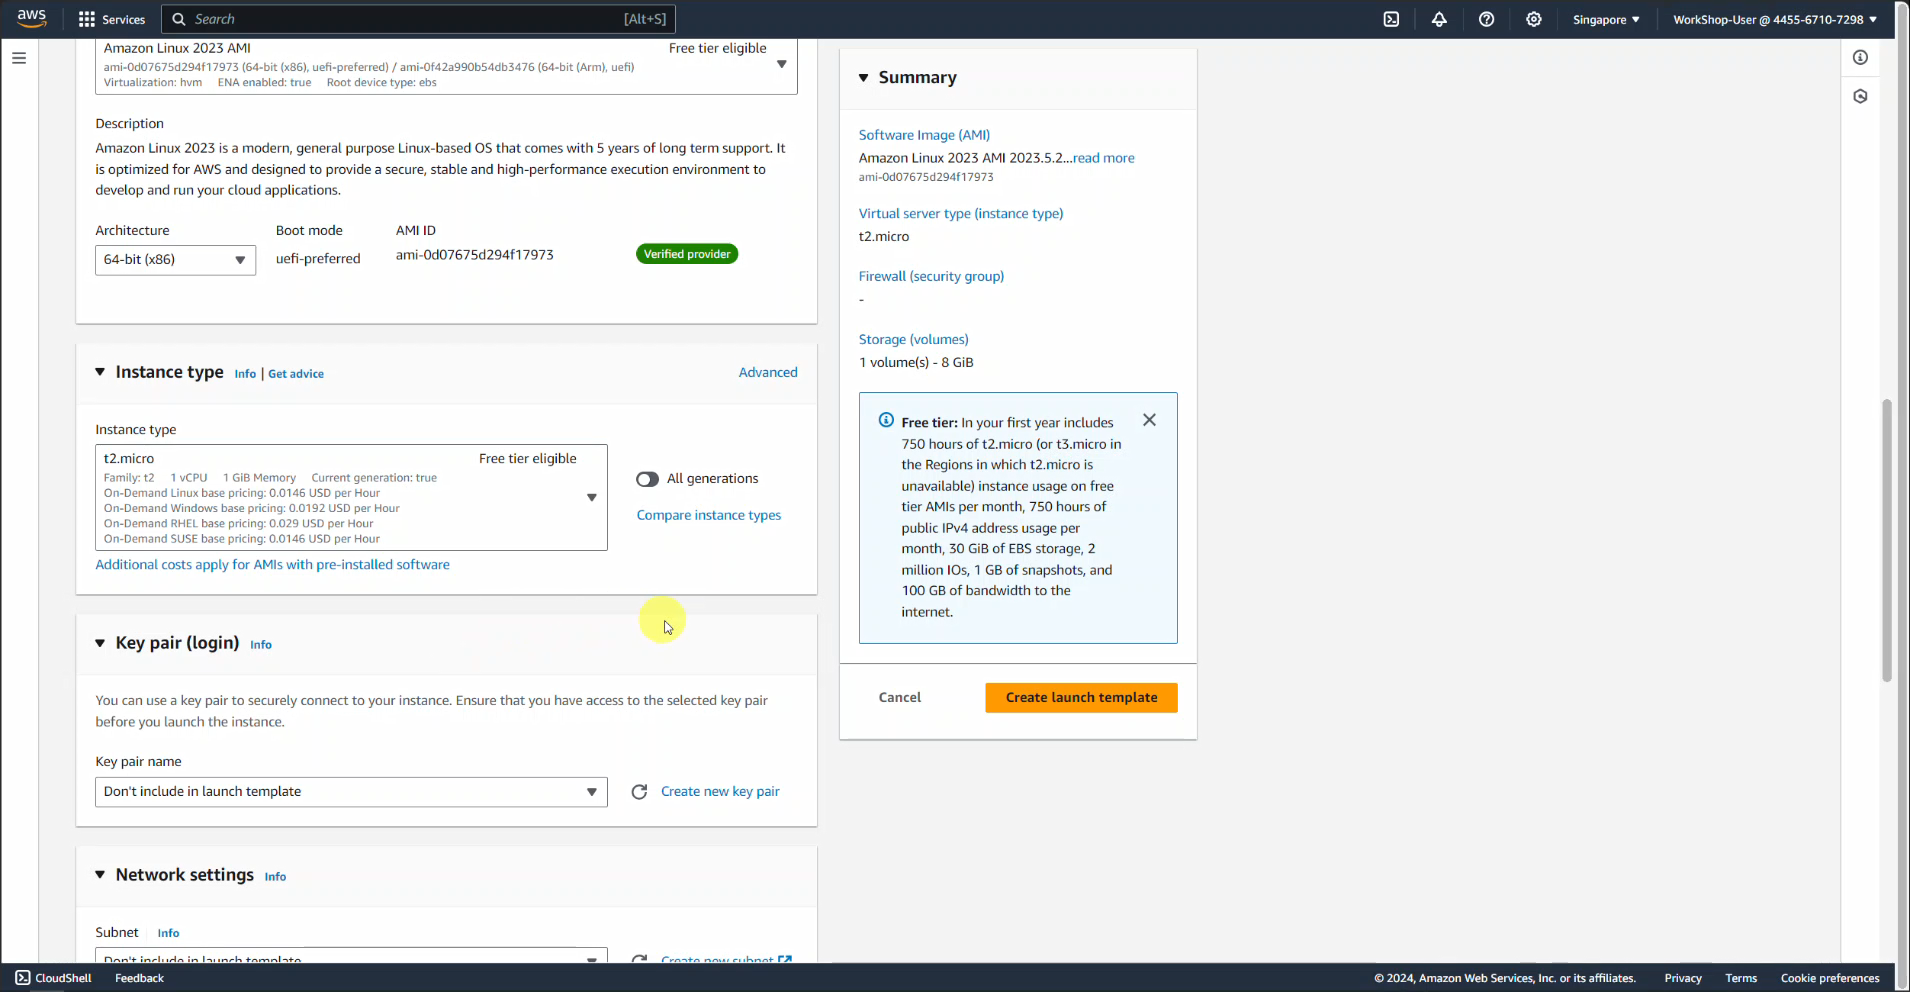 aws
Services
Search
[Alt+S]
Singapore
WorkShop-User @ 4455-6710-7298
Amazon Linux 2023 AMI
Free tier eligible
ami-0d07675d294f17973 (64-bit (x86), uefi-preferred) / ami-0f42a990b54db3476 (64-bit (Arm), uefi)
Virtualization: hvm ENA enabled: true Root device type: ebs
Description
Amazon Linux 2023 is a modern, general purpose Linux-based OS that comes with 5 years of long term support. It
is optimized for AWS and designed to provide a secure, stable and high-performance execution environment to
develop and run your cloud applications.
Architecture
Boot mode
AMI ID
64-bit (x86)
uefi-preferred
ami-0d07675d294f17973
Verified provider
Instance type
Info | Get advice
Advanced
Instance type
t2.micro
Free tier eligible
Family: t2 1 vCPU 1 GiB Memory Current generation: true
On-Demand Linux base pricing: 0.0146 USD per Hour
On-Demand Windows base pricing: 0.0192 USD per Hour
On-Demand RHEL base pricing: 0.029 USD per Hour
On-Demand SUSE base pricing: 0.0146 USD per Hour
All generations
Compare instance types
Additional costs apply for AMIs with pre-installed software
Key pair (login)
Info
You can use a key pair to securely connect to your instance. Ensure that you have access to the selected key pair
before you launch the instance.
Key pair name
Don't include in launch template
Create new key pair
Network settings
Info
Subnet
Info
Don't include in launch template
Create new subnet
Summary
Software Image (AMI)
Amazon Linux 2023 AMI 2023.5.2...read more
ami-0d07675d294f17973
Virtual server type (instance type)
t2.micro
Firewall (security group)
-
Storage (volumes)
1 volume(s) - 8 GiB
Free tier: In your first year includes
750 hours of t2.micro (or t3.micro in
the Regions in which t2.micro is
unavailable) instance usage on free
tier AMIs per month, 750 hours of
public IPv4 address usage per
month, 30 GiB of EBS storage, 2
million IOs, 1 GB of snapshots, and
100 GB of bandwidth to the
internet.
Cancel
Create launch template
CloudShell
Feedback
© 2024, Amazon Web Services, Inc. or its affiliates.
Privacy
Terms
Cookie preferences